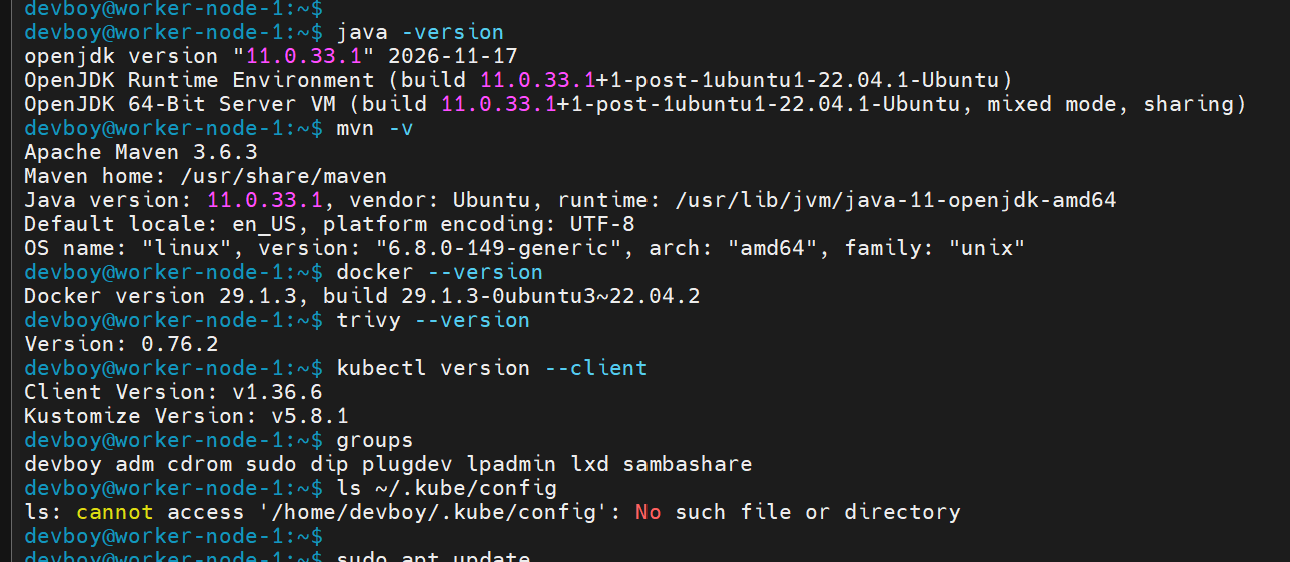 devboy@worker-node-1:~$
devboy@worker-node-1:~$ java -version
openjdk version "11.0.33.1" 2026-11-17
OpenJDK Runtime Environment (build 11.0.33.1+1-post-1ubuntu1-22.04.1-Ubuntu)
OpenJDK 64-Bit Server VM (build 11.0.33.1+1-post-1ubuntu1-22.04.1-Ubuntu, mixed mode, sharing)
devboy@worker-node-1:~$ mvn -v
Apache Maven 3.6.3
Maven home: /usr/share/maven
Java version: 11.0.33.1, vendor: Ubuntu, runtime: /usr/lib/jvm/java-11-openjdk-amd64
Default locale: en_US, platform encoding: UTF-8
OS name: "linux", version: "6.8.0-149-generic", arch: "amd64", family: "unix"
devboy@worker-node-1:~$ docker --version
Docker version 29.1.3, build 29.1.3-0ubuntu3~22.04.2
devboy@worker-node-1:~$ trivy --version
Version: 0.76.2
devboy@worker-node-1:~$ kubectl version --client
Client Version: v1.36.6
Kustomize Version: v5.8.1
devboy@worker-node-1:~$ groups
devboy adm cdrom sudo dip plugdev lpadmin lxd sambashare
devboy@worker-node-1:~$ ls ~/.kube/config
ls: cannot access '/home/devboy/.kube/config': No such file or directory
devboy@worker-node-1:~$
devboy@worker-node-1:~$ sudo apt update